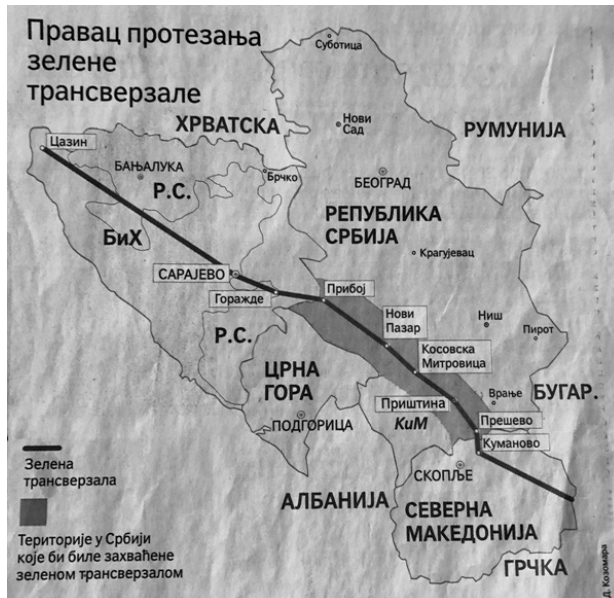 Правац протезања
зелене
трансверзале
Суботица
ХРВАТСКА
Нови
Сад
РУМУНИЈА
Цазин
БАЊАЛУКА
Р.С.
Брчко
БЕОГРАД
БиХ
РЕПУБЛИКА
СРБИЈА
Крагујевац
САРАЈЕВО
Горажде
Прибој
Нови
Пазар
Ниш
Пирот
Р.С.
Косовска
Митровица
ЦРНА
ГОРА
Врање
БУГАР.
Приштина
КиМ
Прешево
ПОДГОРИЦА
Куманово
СКОПЉЕ
Зелена
трансверзала
АЛБАНИЈА
СЕВЕРНА
МАКЕДОНИЈА
Територије у Србији
које би биле захваћене
зеленом трансверзалом
ГРЧКА
Д. Козомара